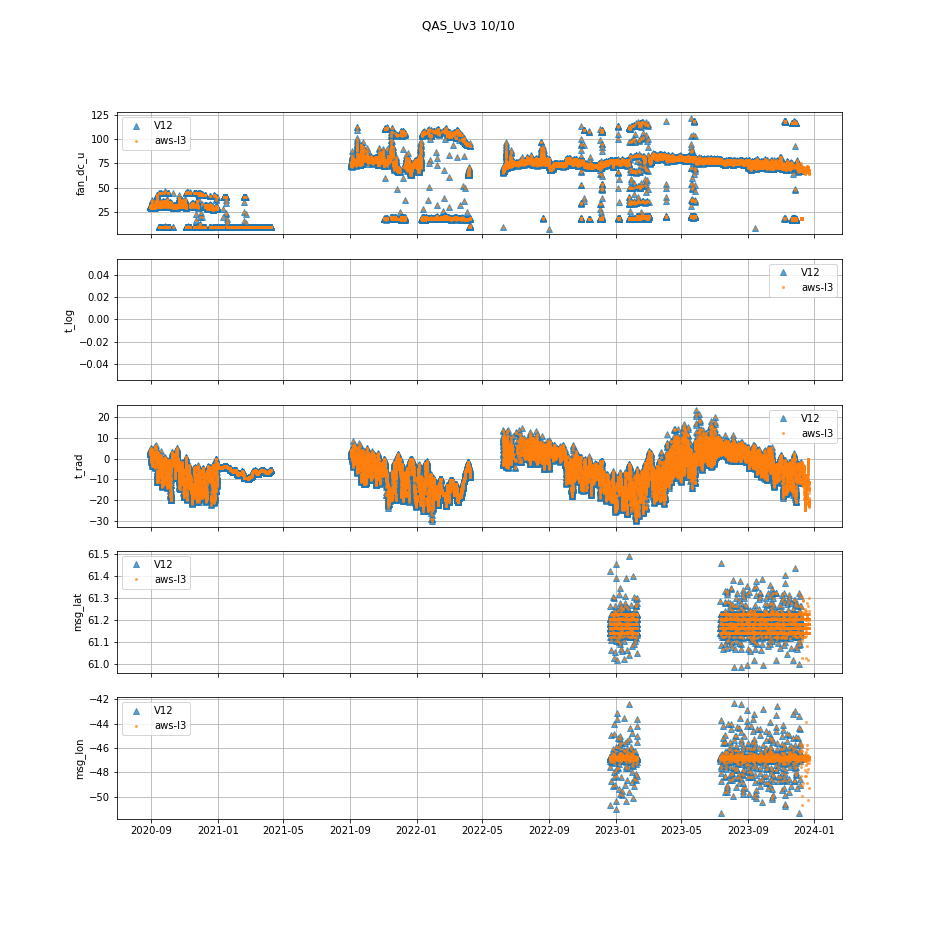 QAS_Uv3 10/10
125
100
75
50
25
fan_dc_u
V12
aws-l3
0.04
0.02
0.00
−0.02
−0.04
t_log
V12
aws-l3
20
10
0
−10
−20
−30
t_rad
V12
aws-l3
61.5
61.4
61.3
61.2
61.1
61.0
msg_lat
V12
aws-l3
−42
−44
−46
−48
−50
msg_lon
V12
aws-l3
2020-09 2021-01 2021-05 2021-09 2022-01 2022-05 2022-09 2023-01 2023-05 2023-09 2024-01